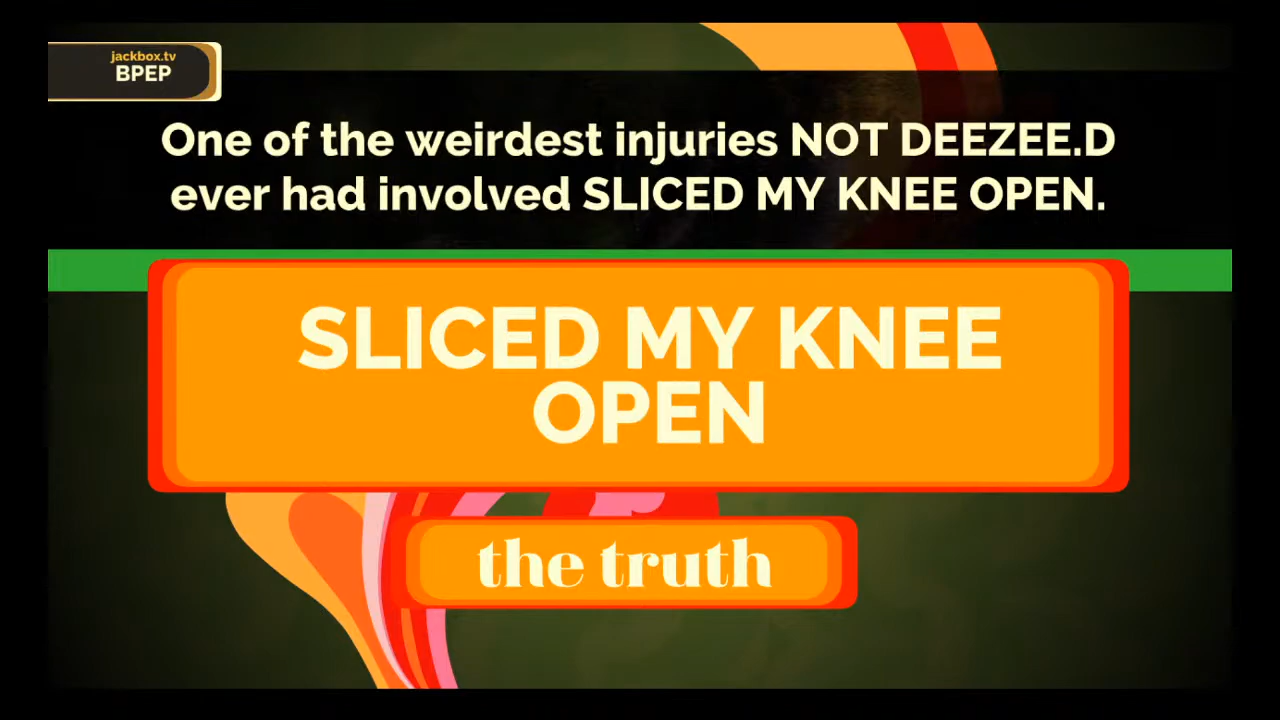 jackbox.tv
BPEP
One of the weirdest injuries NOT DEEZEE.D
ever had involved SLICED MY KNEE OPEN.
SLICED MY KNEE
OPEN
the truth